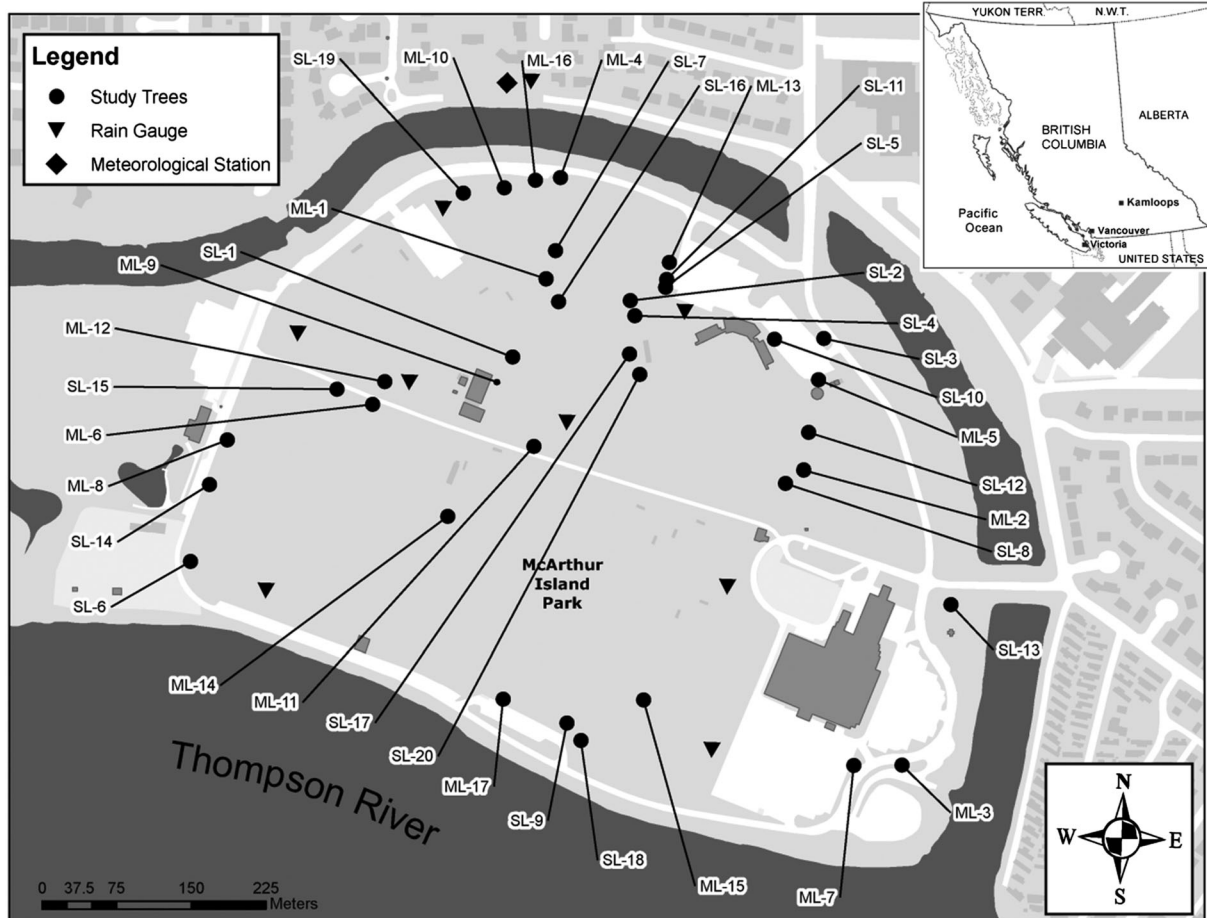 Legend
Study Trees
Rain Gauge
Meteorological Station
SL-19
ML-10
ML-16
ML-4
SL-7
SL-16
ML-13
SL-11
SL-5
YUKON TERR.
N.W.T.
BRITISH
COLUMBIA
ALBERTA
Kamloops
Pacific
Ocean
Vancouver
Victoria
UNITED STATES
ML-1
SL-1
ML-9
ML-12
SL-15
ML-6
ML-8
SL-14
SL-6
SL-2
SL-4
SL-3
SL-10
ML-5
SL-12
ML-2
SL-8
SL-13
McArthur
Island
Park
ML-14
ML-11
SL-17
SL-20
ML-17
SL-9
SL-18
ML-15
ML-7
ML-3
Thompson River
N
W
E
S
0 37.5 75 150 225
Meters